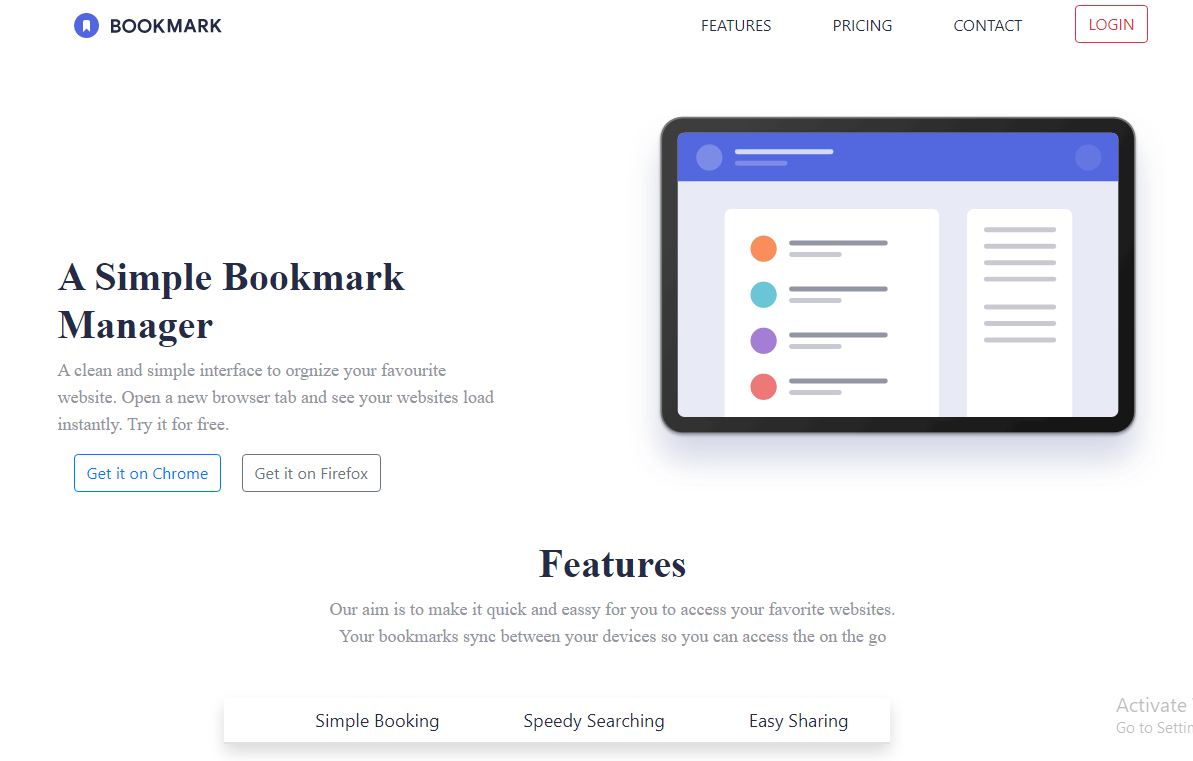 BOOKMARK
FEATURES PRICING CONTACT LOGIN
A Simple Bookmark
Manager
A clean and simple interface to orgnize your favourite
website. Open a new browser tab and see your websites load
instantly. Try it for free.
Get it on Chrome Get it on Firefox
Features
Our aim is to make it quick and eassy for you to access your favorite websites.
Your bookmarks sync between your devices so you can access the on the go
Simple Booking Speedy Searching Easy Sharing
Activate
Go to